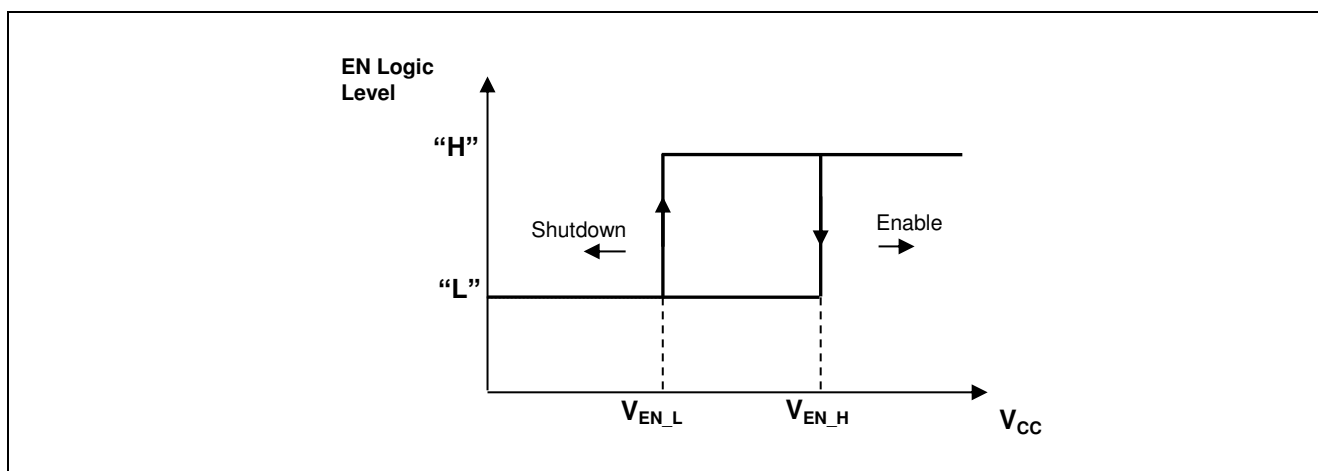 EN Logic
Level
“H”
Shutdown
Enable
“L”
V_EN_L
V_EN_H
V_CC